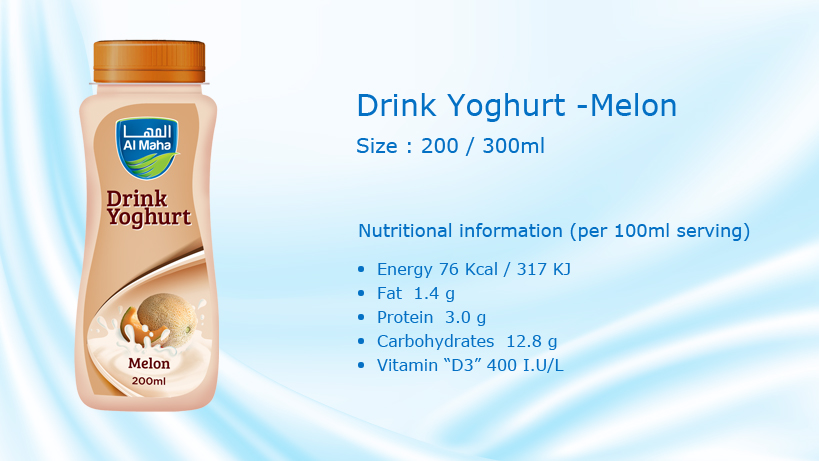 المها
Al Maha
Drink
Yoghurt
Melon
200ml
Drink Yoghurt -Melon
Size : 200 / 300ml
Nutritional information (per 100ml serving)
• Energy 76 Kcal / 317 KJ
• Fat  1.4 g
• Protein  3.0 g
• Carbohydrates  12.8 g
• Vitamin “D3” 400 I.U/L